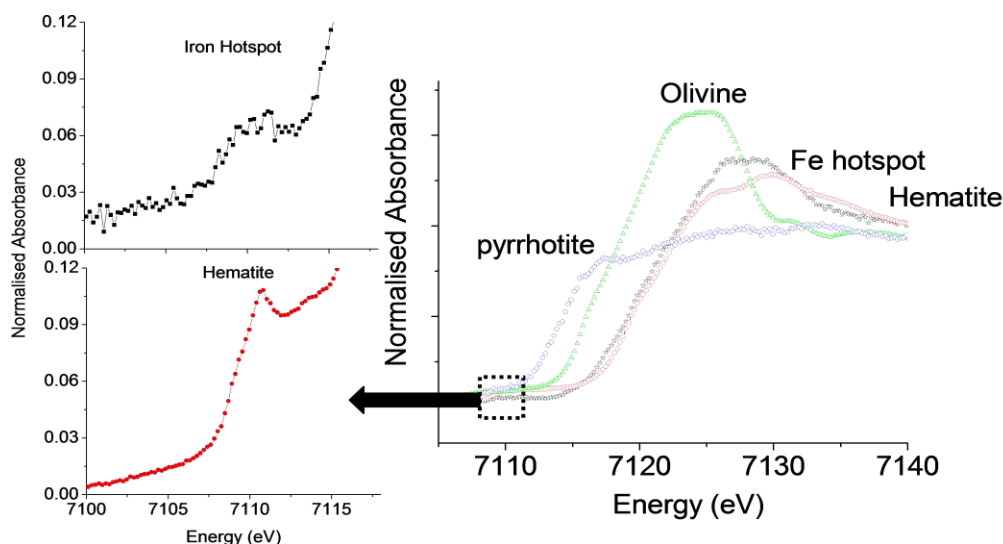 0.12
Iron Hotspot
0.09
0.06
0.03
0.00
Normalised Absorbance
0.12
Hematite
0.09
0.06
0.03
0.00
7100
7105
7110
7115
Energy (eV)
Normalised Absorbance
Olivine
Fe hotspot
Hematite
pyrrhotite
7110
7120
7130
7140
Energy (eV)